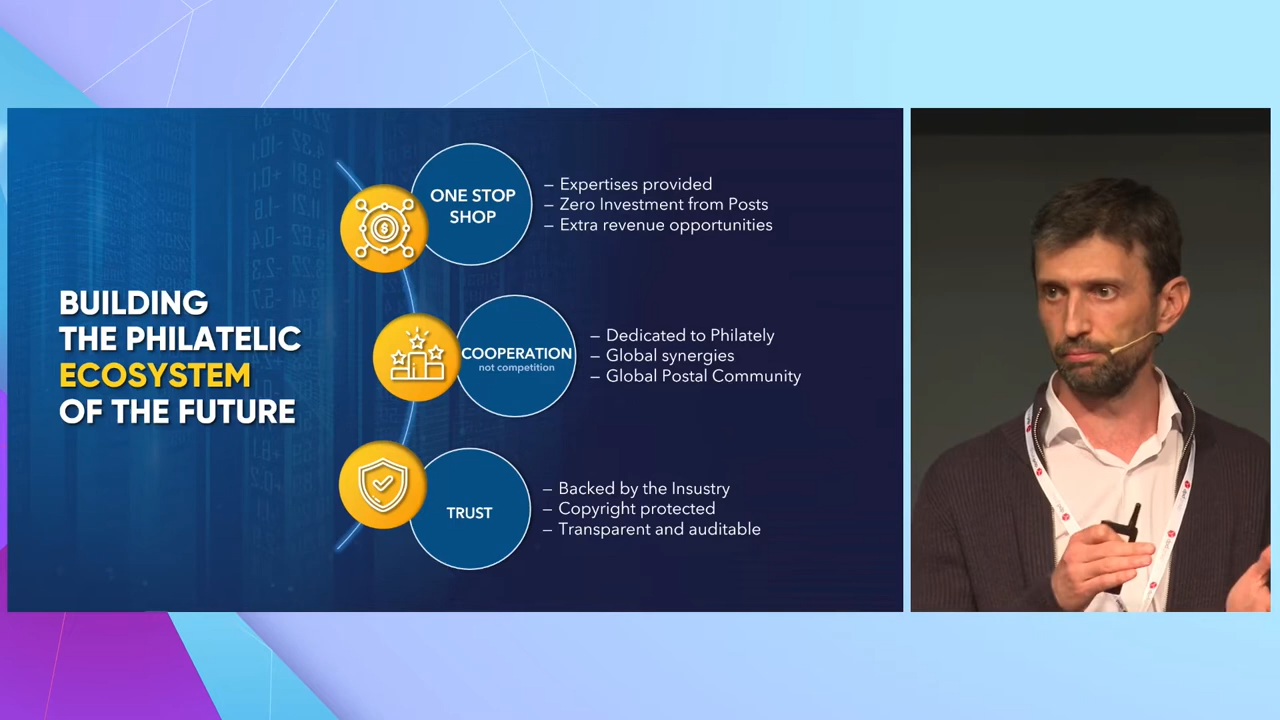 BUILDING
THE PHILATELIC
ECOSYSTEM
OF THE FUTURE
ONE STOP
SHOP
– Expertises provided
– Zero Investment from Posts
– Extra revenue opportunities
COOPERATION
not competition
– Dedicated to Philately
– Global synergies
– Global Postal Community
TRUST
– Backed by the Insustry
– Copyright protected
– Transparent and auditable